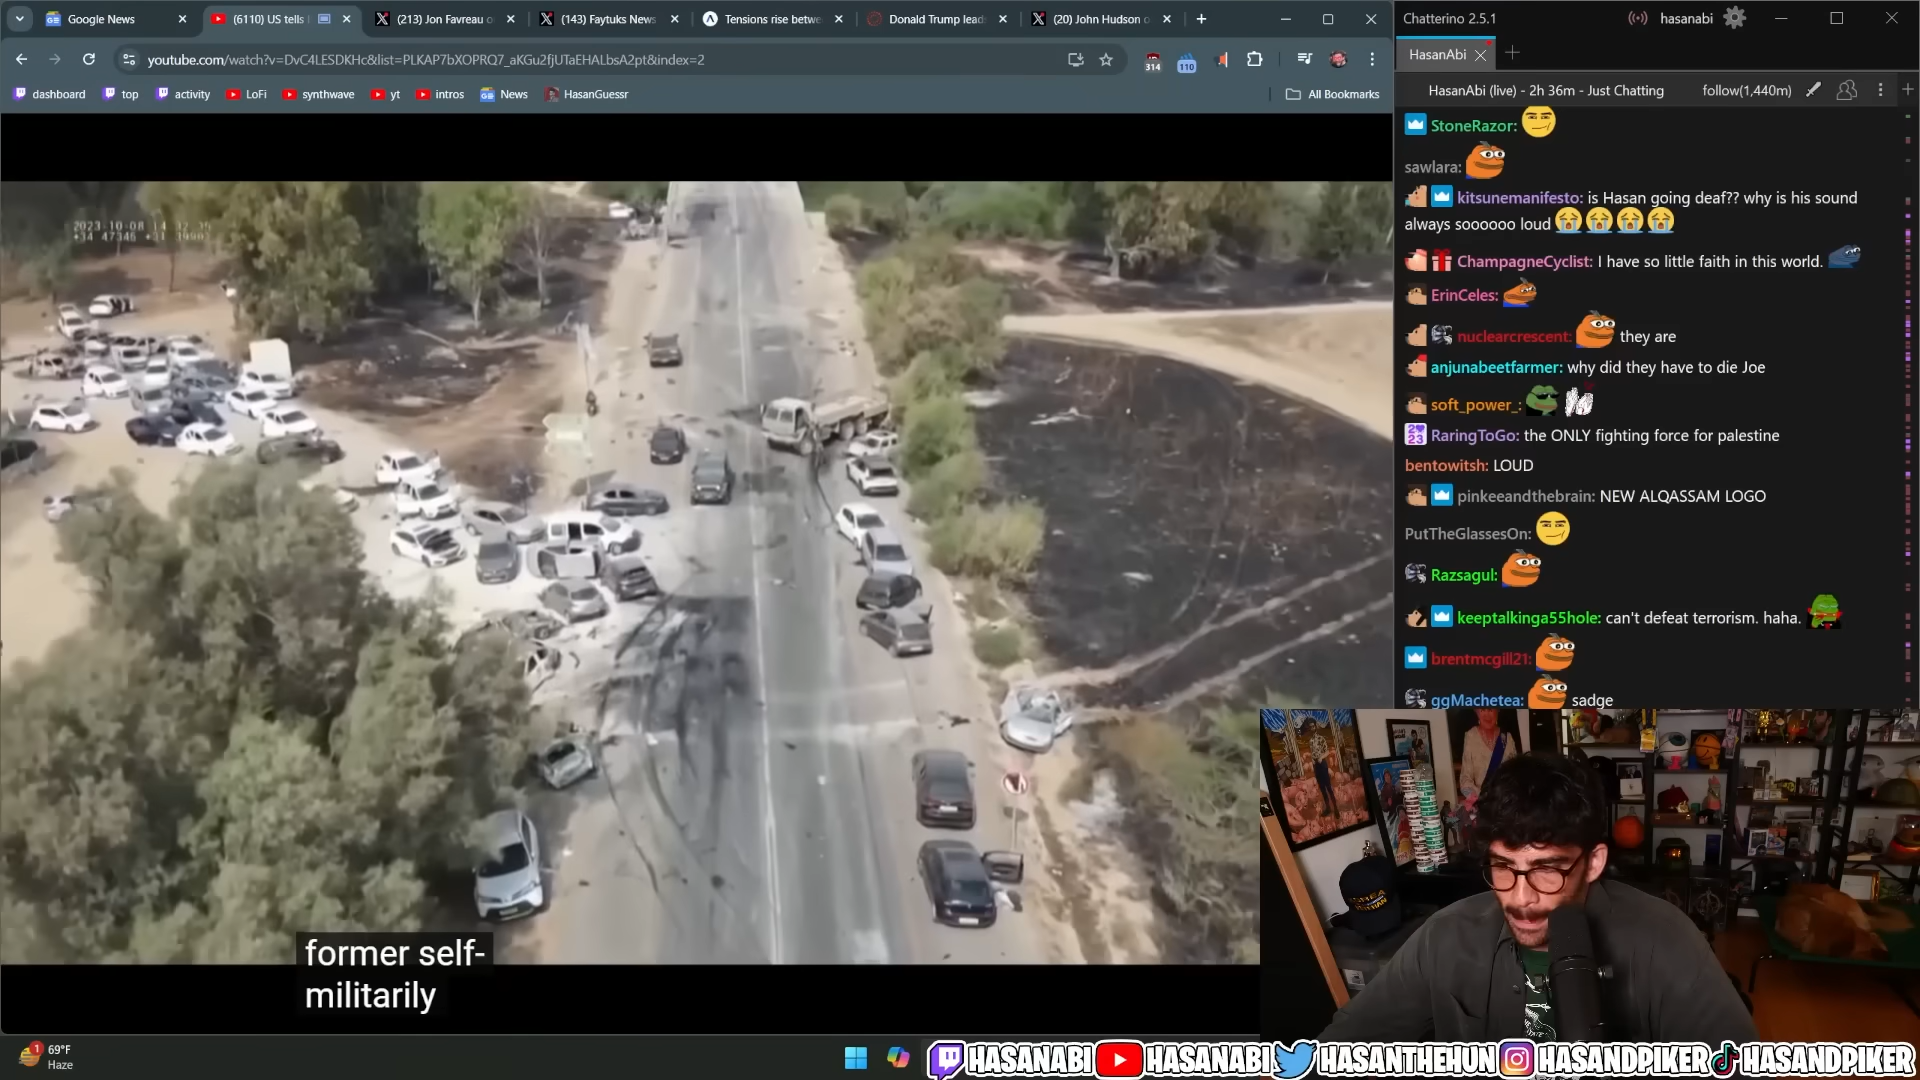 Google News
(6110) US tells
(213) Jon Favreau o
(143) Faytuks News
Tensions rise betwe
Donald Trump lead
(20) John Hudson o
youtube.com/watch?v=DvC4LESDKHc&list=PLKAP7bXOPRQ7_aKGu2fjUTaEHALbsA2pt&index=2
314
110
dashboard
top
activity
LoFi
synthwave
yt
intros
News
HasanGuessr
All Bookmarks
2023-10-08
former self-
militarily
1
69°F
Haze
Chatterino 2.5.1
hasanabi
HasanAbi
HasanAbi (live) - 2h 36m - Just Chatting
follow(1,440m)
StoneRazor:
sawlara:
kitsunemanifesto: is Hasan going deaf?? why is his sound
always soooooo loud 😭😭😭😭
ChampagneCyclist: I have so little faith in this world.
ErinCeles:
nuclearcrescent: they are
anjunabeetfarmer: why did they have to die Joe
soft_power_:
RaringToGo: the ONLY fighting force for palestine
bentowitsh: LOUD
pinkeeandthebrain: NEW ALQASSAM LOGO
PutTheGlassesOn:
Razsagul:
keeptalkinga55hole: can't defeat terrorism. haha.
brentmcgill21:
ggMachetea: sadge
HASANABI
HASANABI
HASANTHEHUN
HASANDPIKER
HASANDPIKER